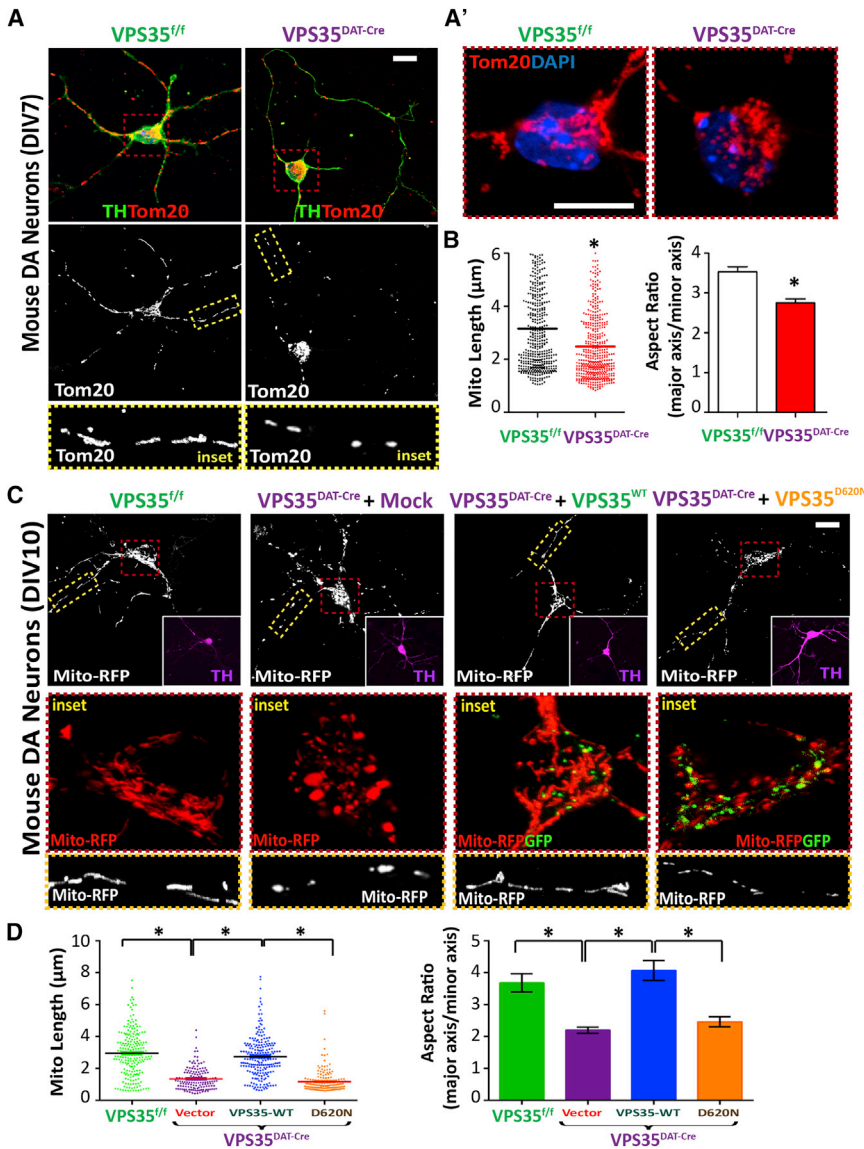 A
VPS35f/f
VPS35DAT-Cre
A'
VPS35f/f
VPS35DAT-Cre
Mouse DA Neurons (DIV7)
THTom20
THTom20
Tom20DAPI
Tom20
Tom20
Tom20
inset
Tom20
inset
B
Mito Length (μm)
6
4
2
0
*
VPS35f/f
VPS35DAT-Cre
Aspect Ratio
(major axis/minor axis)
4
3
2
1
0
*
VPS35f/f
VPS35DAT-Cre
C
VPS35f/f
VPS35DAT-Cre + Mock
VPS35DAT-Cre + VPS35WT
VPS35DAT-Cre + VPS35D620N
Mouse DA Neurons (DIV10)
Mito-RFP
TH
Mito-RFP
TH
Mito-RFP
TH
Mito-RFP
TH
inset
Mito-RFP
inset
Mito-RFP
inset
Mito-RFPGFP
inset
Mito-RFPGFP
Mito-RFP
Mito-RFP
Mito-RFP
Mito-RFP
D
Mito Length (μm)
10
8
6
4
2
0
* * *
VPS35f/f
Vector
VPS35-WT
D620N
VPS35DAT-Cre
Aspect Ratio
(major axis/minor axis)
5
4
3
2
1
0
* * *
VPS35f/f
Vector
VPS35-WT
D620N
VPS35DAT-Cre